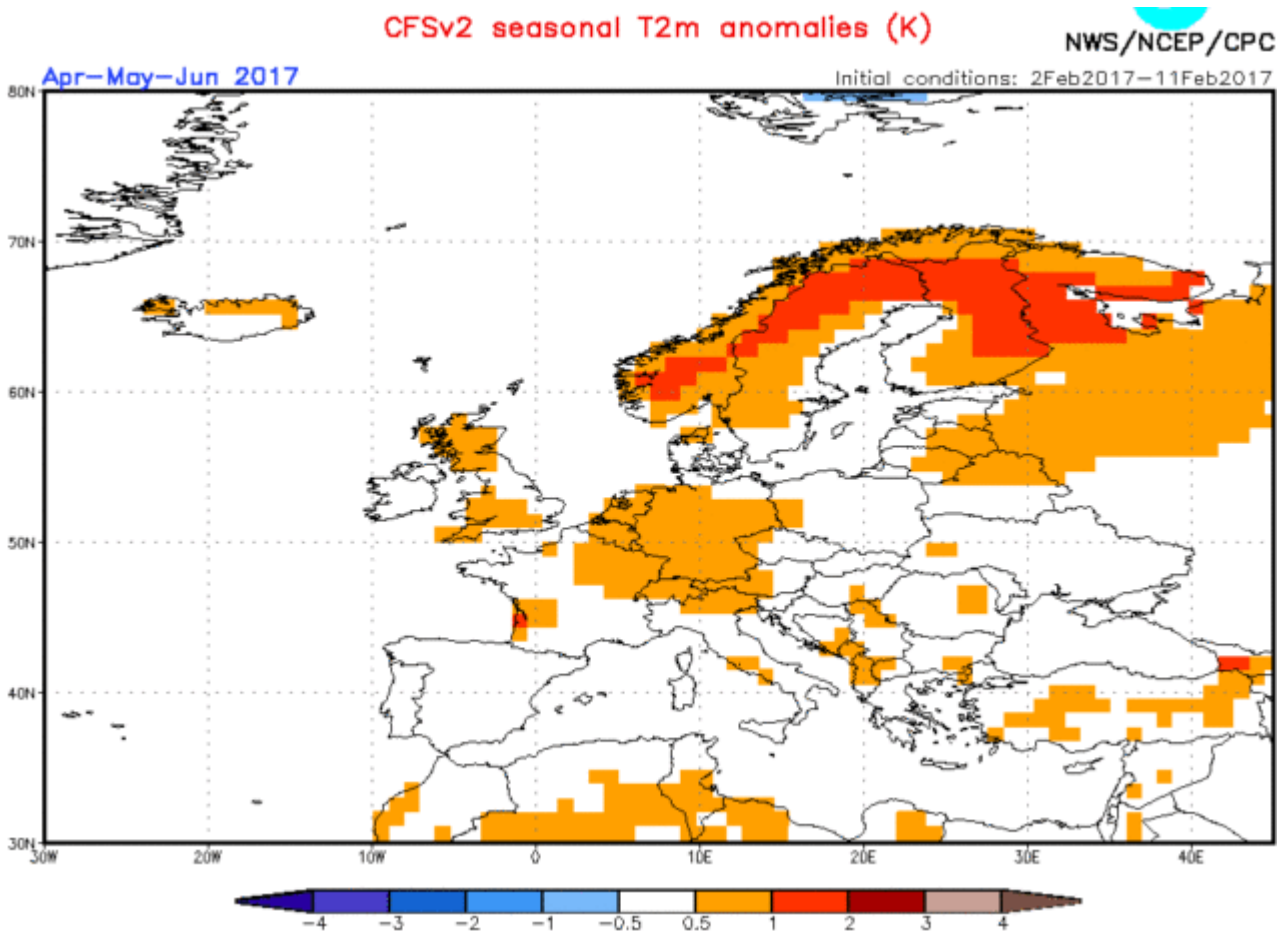 CFSv2 seasonal T2m anomalies (K)
NWS/NCEP/CPC
Apr-May-Jun 2017
Initial conditions: 2Feb2017-11Feb2017
80N
70N
60N
50N
40N
30N
30W 20W 10W 0 10E 20E 30E 40E
-4 -3 -2 -1 -0.5 0.5 1 2 3 4